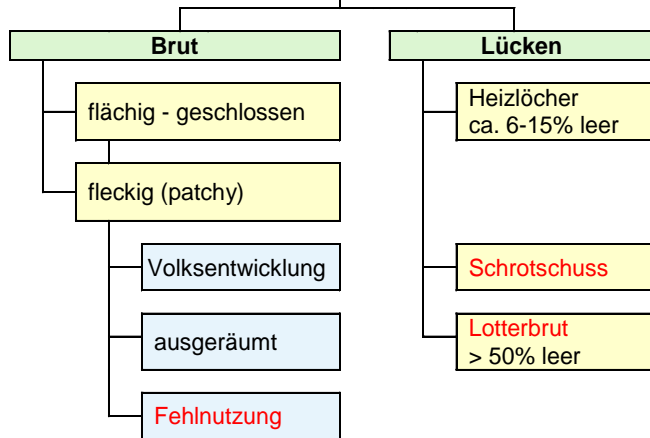 Brut
flächig - geschlossen
fleckig (patchy)
Volksentwicklung
ausgeräumt
Fehlnutzung
Lücken
Heizlöcher
ca. 6-15% leer
Schrotschuss
Lotterbrut
> 50% leer